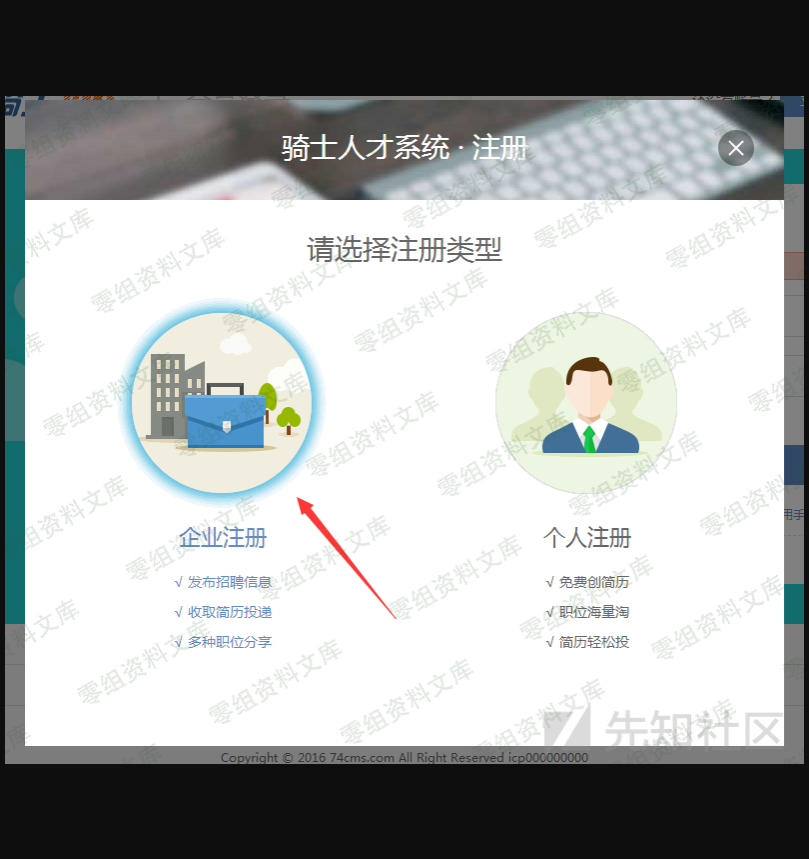 骑士人才系统 · 注册
请选择注册类型
企业注册
√ 发布招聘信息
√ 收取简历投递
√ 多种职位分享
个人注册
√ 免费创简历
√ 职位海量淘
√ 简历轻松投
用手
零组资料文库
先知社区
Copyright © 2016 74cms.com All Right Reserved icp000000000